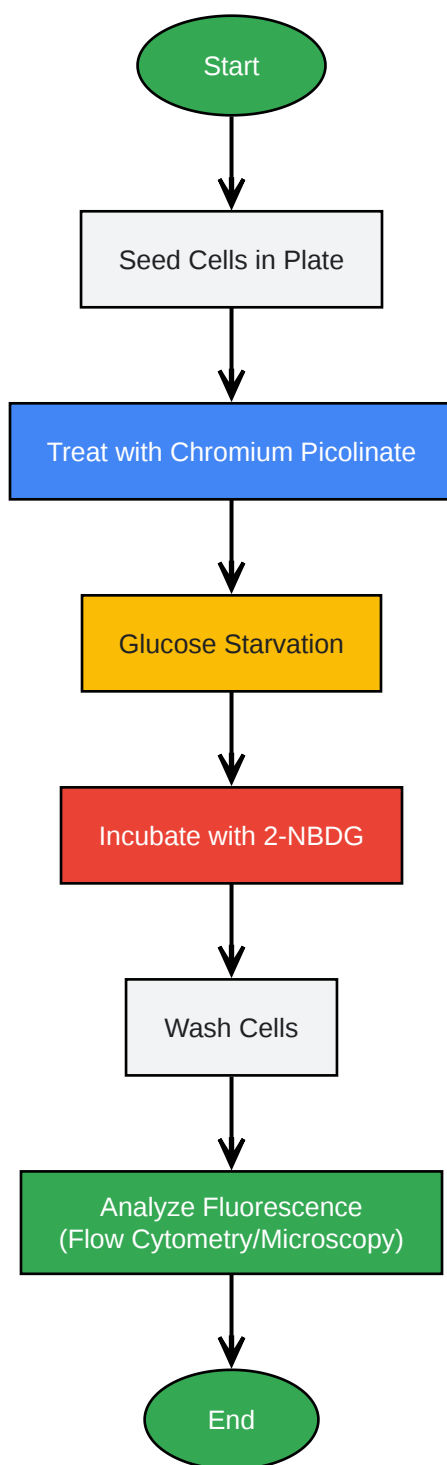 Start
Seed Cells in Plate
Treat with Chromium Picolinate
Glucose Starvation
Incubate with 2-NBDG
Wash Cells
Analyze Fluorescence
(Flow Cytometry/Microscopy)
End